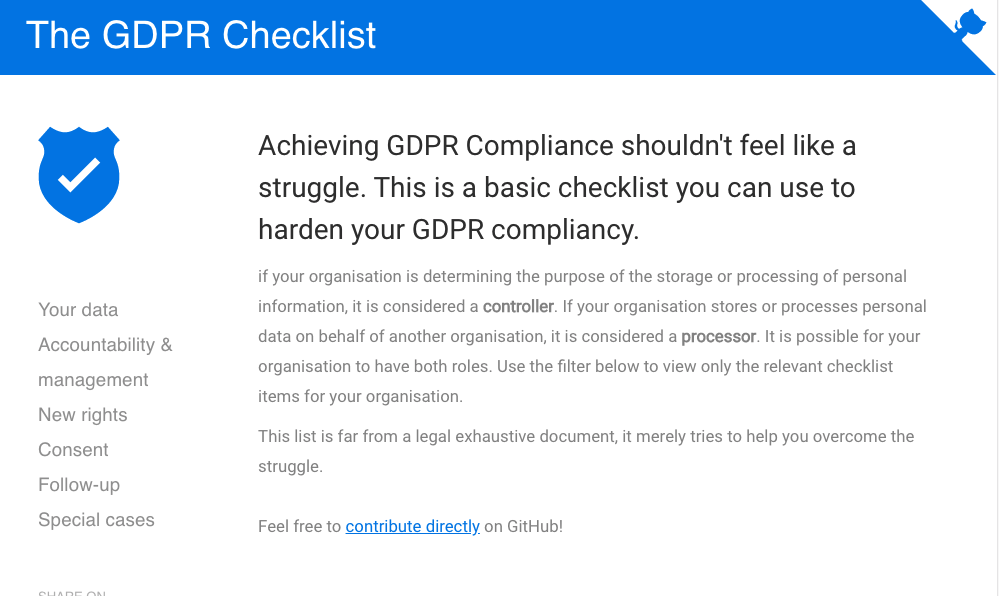 The GDPR Checklist
Achieving GDPR Compliance shouldn't feel like a
struggle. This is a basic checklist you can use to
harden your GDPR compliancy.
if your organisation is determining the purpose of the storage or processing of personal
information, it is considered a controller. If your organisation stores or processes personal
data on behalf of another organisation, it is considered a processor. It is possible for your
organisation to have both roles. Use the filter below to view only the relevant checklist
items for your organisation.
This list is far from a legal exhaustive document, it merely tries to help you overcome the
struggle.
Feel free to contribute directly on GitHub!
Your data
Accountability &
management
New rights
Consent
Follow-up
Special cases
SHARE ON